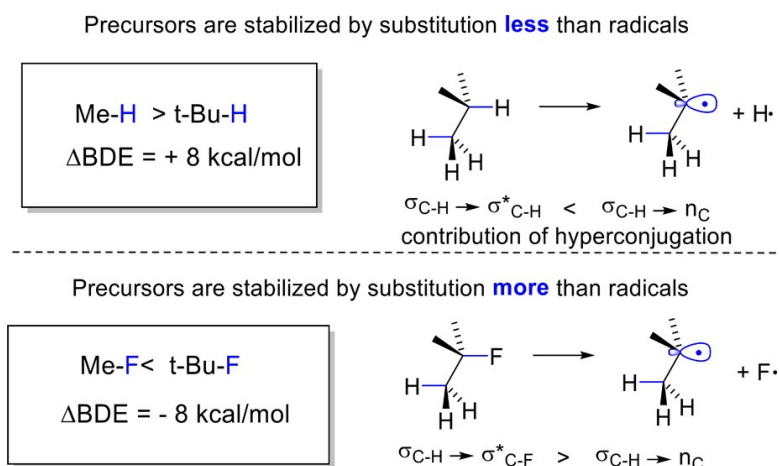 Precursors are stabilized by substitution less than radicals
Me-H > t-Bu-H
ΔBDE = + 8 kcal/mol
H
H
H H
+ H·
H
H H
σC-H → σ*C-H < σC-H → nC
contribution of hyperconjugation
Precursors are stabilized by substitution more than radicals
Me-F< t-Bu-F
ΔBDE = - 8 kcal/mol
F
H
H H
+ F·
H
H H
σC-H → σ*C-F > σC-H → nC